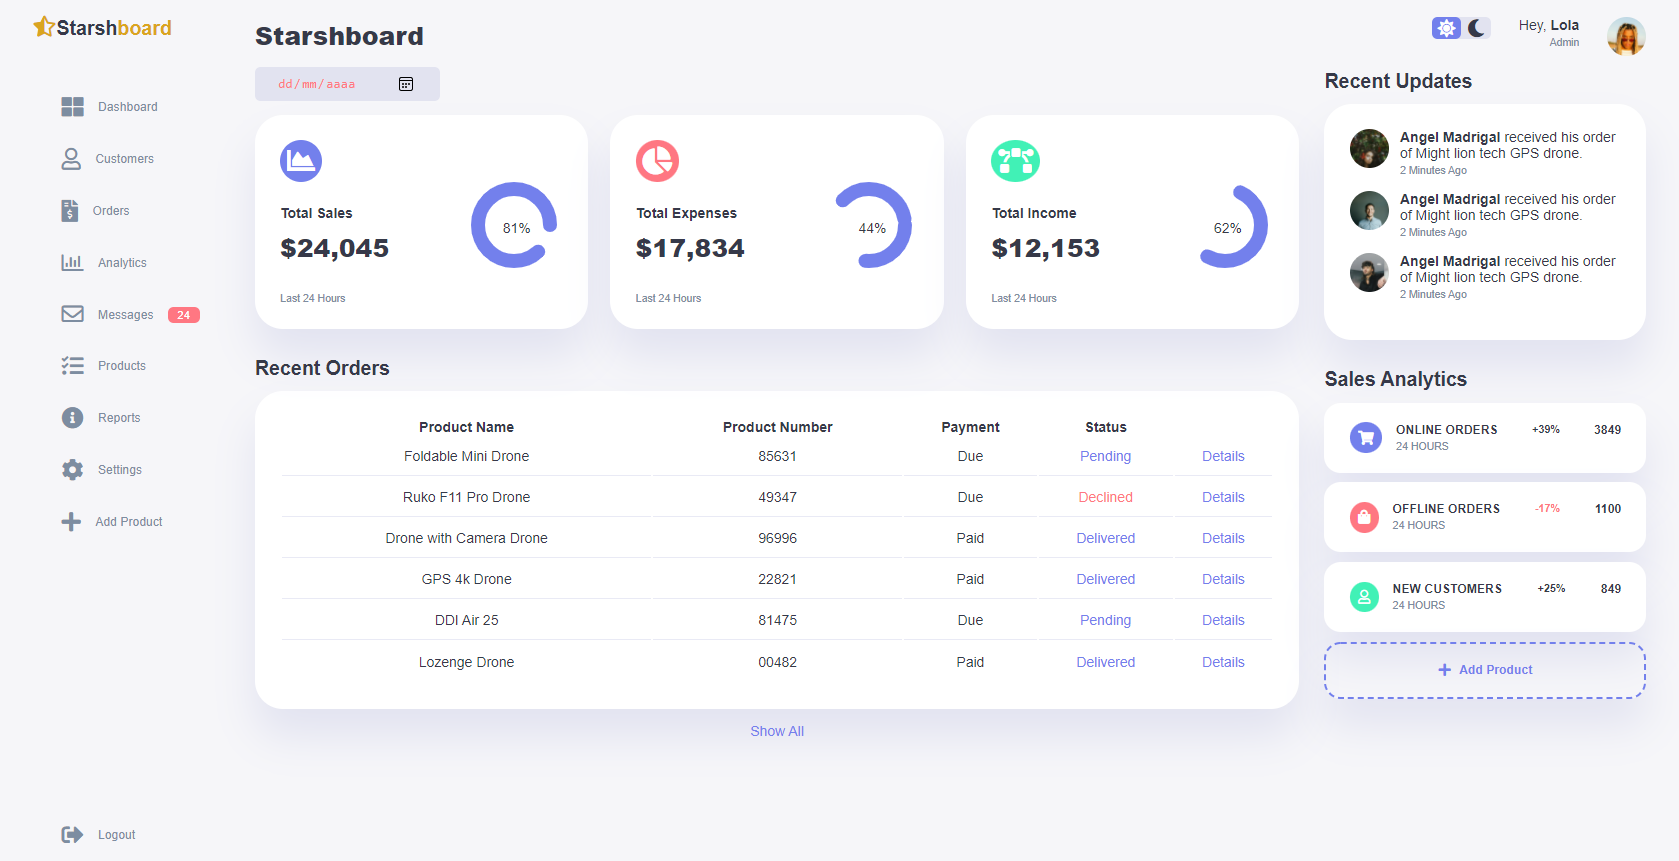 Starshboard
Dashboard
Customers
Orders
Analytics
Messages 24
Products
Reports
Settings
Add Product
Logout
Starshboard
dd/mm/aaaa
Total Sales
$24,045
81%
Last 24 Hours
Total Expenses
$17,834
44%
Last 24 Hours
Total Income
$12,153
62%
Last 24 Hours
Recent Orders
Product Name Product Number Payment Status
Foldable Mini Drone 85631 Due Pending Details
Ruko F11 Pro Drone 49347 Due Declined Details
Drone with Camera Drone 96996 Paid Delivered Details
GPS 4k Drone 22821 Paid Delivered Details
DDI Air 25 81475 Due Pending Details
Lozenge Drone 00482 Paid Delivered Details
Show All
Hey, Lola
Admin
Recent Updates
Angel Madrigal received his order
of Might lion tech GPS drone.
2 Minutes Ago
Angel Madrigal received his order
of Might lion tech GPS drone.
2 Minutes Ago
Angel Madrigal received his order
of Might lion tech GPS drone.
2 Minutes Ago
Sales Analytics
ONLINE ORDERS +39% 3849
24 HOURS
OFFLINE ORDERS -17% 1100
24 HOURS
NEW CUSTOMERS +25% 849
24 HOURS
Add Product